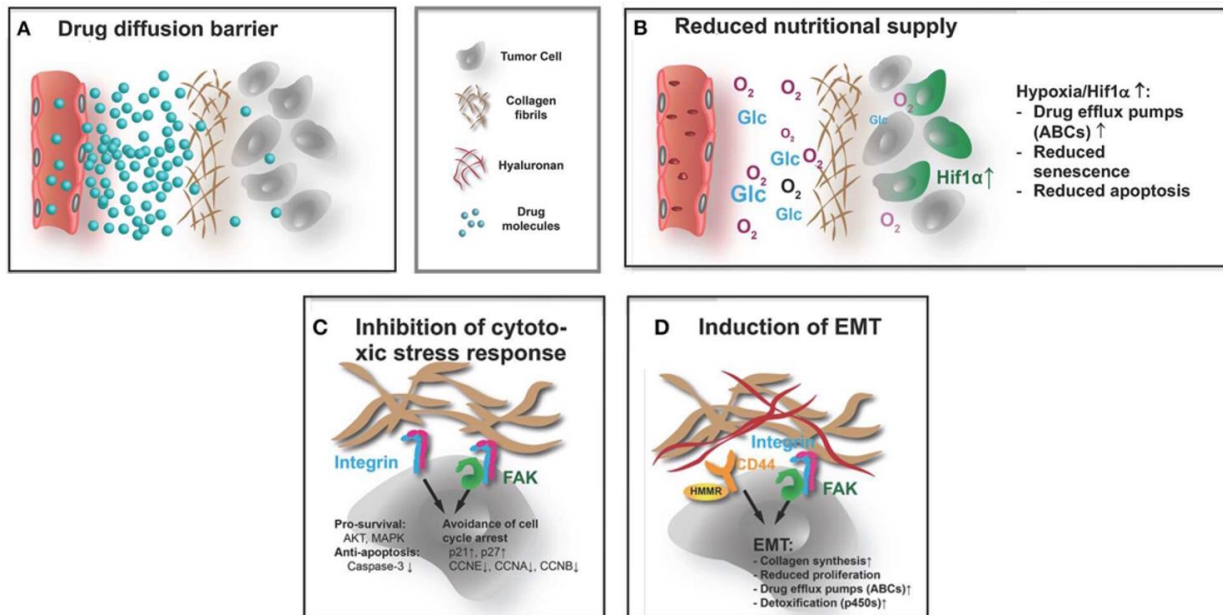 A Drug diffusion barrier
Tumor Cell
Collagen
fibrils
Hyaluronan
Drug
molecules
B Reduced nutritional supply
O2
O2
Glc
O2
Glc
O2
O2
O2
Glc
Glc
O2
Glc
Hif1α↑
O2
Hypoxia/Hif1α ↑:
- Drug efflux pumps
(ABCs) ↑
- Reduced
senescence
- Reduced apoptosis
C Inhibition of cytoto-
xic stress response
Integrin
FAK
Pro-survival:
AKT, MAPK
Anti-apoptosis:
Caspase-3 ↓
Avoidance of cell
cycle arrest
p21↑, p27↑
CCNE↓, CCNA↓, CCNB↓
D Induction of EMT
Integrin
CD44
HMMR
FAK
EMT:
- Collagen synthesis↑
- Reduced proliferation
- Drug efflux pumps (ABCs)↑
- Detoxification (p450s)↑